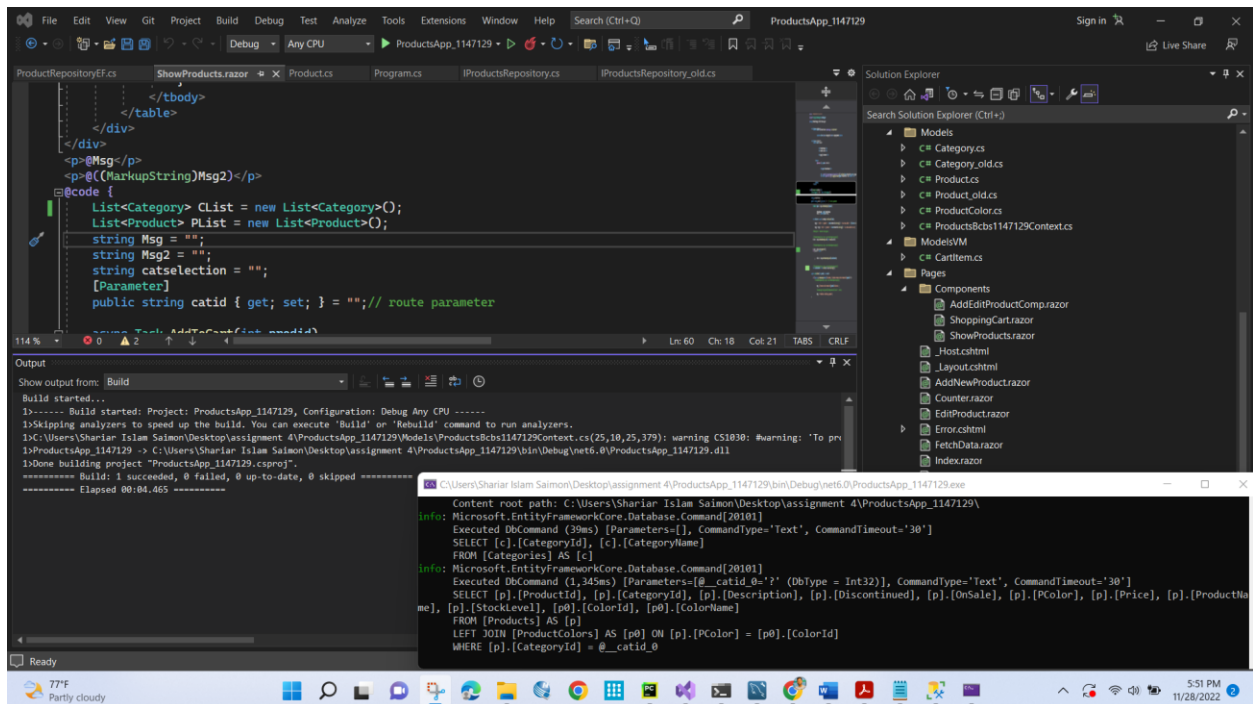 File Edit View Git Project Build Debug Test Analyze Tools Extensions Window Help Search (Ctrl+Q) ProductsApp_1147129 Sign in
Debug Any CPU ProductsApp_1147129 Live Share
ProductRepositoryEF.cs ShowProducts.razor Product.cs Program.cs IProductsRepository.cs IProductsRepository_old.cs
</tbody>
</table>
</div>
</div>
<p>@Msg</p>
<p>@((MarkupString)Msg2)</p>
@code {
List<Category> CList = new List<Category>();
List<Product> PList = new List<Product>();
string Msg = "";
string Msg2 = "";
string catselection = "";
[Parameter]
public string catid { get; set; } = "";// route parameter
async Task AddToCart(int prodid)
114 % 0 2 Ln: 60 Ch: 18 Col: 21 TABS CRLF
Output
Show output from: Build
Build started...
1>------ Build started: Project: ProductsApp_1147129, Configuration: Debug Any CPU ------
1>Skipping analyzers to speed up the build. You can execute 'Build' or 'Rebuild' command to run analyzers.
1>C:\Users\Shariar Islam Saimon\Desktop\assignment 4\ProductsApp_1147129\Models\ProductsBcbs1147129Context.cs(25,10,25,379): warning CS1030: #warning: 'To pro
1>ProductsApp_1147129 -> C:\Users\Shariar Islam Saimon\Desktop\assignment 4\ProductsApp_1147129\bin\Debug\net6.0\ProductsApp_1147129.dll
1>Done building project "ProductsApp_1147129.csproj".
========== Build: 1 succeeded, 0 failed, 0 up-to-date, 0 skipped ==========
========== Elapsed 00:04.465 ==========
Solution Explorer
Search Solution Explorer (Ctrl+;)
Models
C# Category.cs
C# Category_old.cs
C# Product.cs
C# Product_old.cs
C# ProductColor.cs
C# ProductsBcbs1147129Context.cs
ModelsVM
C# CartItem.cs
Pages
Components
AddEditProductComp.razor
ShoppingCart.razor
ShowProducts.razor
_Host.cshtml
_Layout.cshtml
AddNewProduct.razor
Counter.razor
EditProduct.razor
Error.cshtml
FetchData.razor
Index.razor
C:\Users\Shariar Islam Saimon\Desktop\assignment 4\ProductsApp_1147129\bin\Debug\net6.0\ProductsApp_1147129.exe
Content root path: C:\Users\Shariar Islam Saimon\Desktop\assignment 4\ProductsApp_1147129\
info: Microsoft.EntityFrameworkCore.Database.Command[20101]
Executed DbCommand (39ms) [Parameters=[], CommandType='Text', CommandTimeout='30']
SELECT [c].[CategoryId], [c].[CategoryName]
FROM [Categories] AS [c]
info: Microsoft.EntityFrameworkCore.Database.Command[20101]
Executed DbCommand (1,345ms) [Parameters=[@__catid_0='?' (DbType = Int32)], CommandType='Text', CommandTimeout='30']
SELECT [p].[ProductId], [p].[CategoryId], [p].[Description], [p].[Discontinued], [p].[OnSale], [p].[PColor], [p].[Price], [p].[ProductNa
me], [p].[StockLevel], [p0].[ColorId], [p0].[ColorName]
FROM [Products] AS [p]
LEFT JOIN [ProductColors] AS [p0] ON [p].[PColor] = [p0].[ColorId]
WHERE [p].[CategoryId] = @__catid_0
Ready
77°F
Partly cloudy
5:51 PM
11/28/2022
2